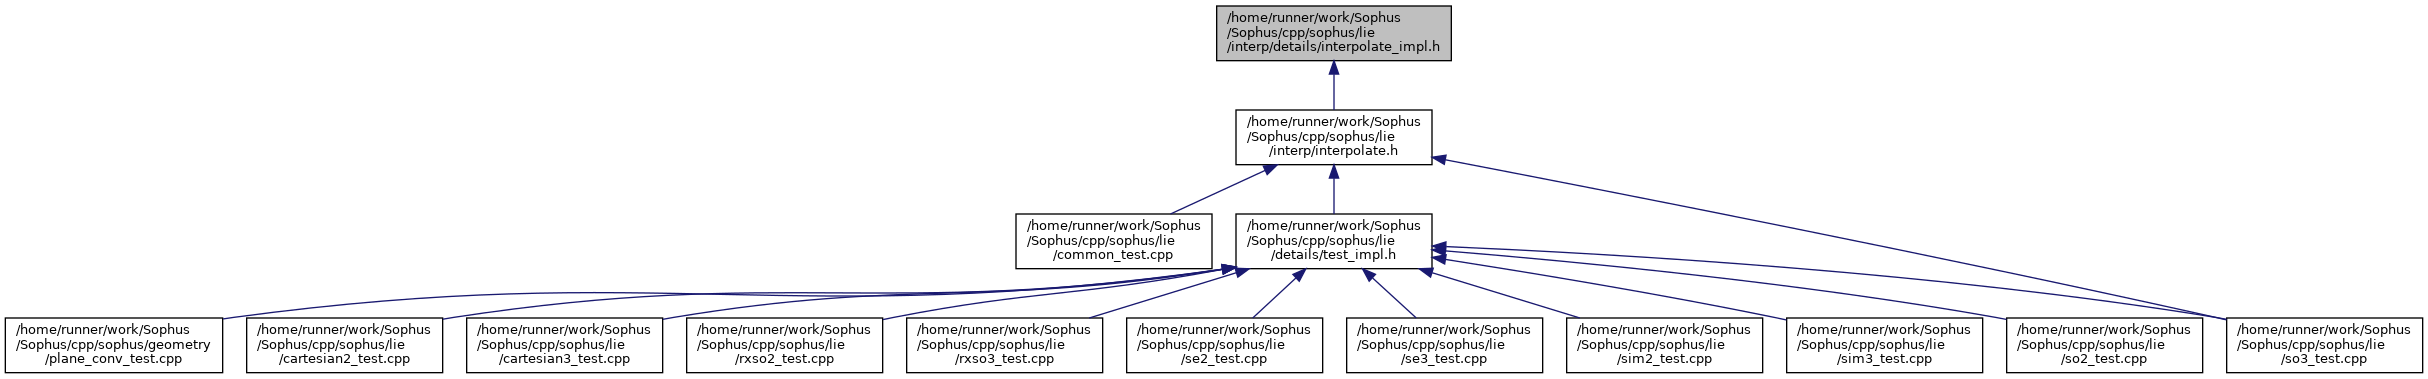 /home/runner/work/Sophus
/Sophus/cpp/sophus/lie
/interp/details/interpolate_impl.h
/home/runner/work/Sophus
/Sophus/cpp/sophus/lie
/interp/interpolate.h
/home/runner/work/Sophus
/Sophus/cpp/sophus/lie
/common_test.cpp
/home/runner/work/Sophus
/Sophus/cpp/sophus/lie
/details/test_impl.h
/home/runner/work/Sophus
/Sophus/cpp/sophus/geometry
/plane_conv_test.cpp
/home/runner/work/Sophus
/Sophus/cpp/sophus/lie
/cartesian2_test.cpp
/home/runner/work/Sophus
/Sophus/cpp/sophus/lie
/cartesian3_test.cpp
/home/runner/work/Sophus
/Sophus/cpp/sophus/lie
/rxso2_test.cpp
/home/runner/work/Sophus
/Sophus/cpp/sophus/lie
/rxso3_test.cpp
/home/runner/work/Sophus
/Sophus/cpp/sophus/lie
/se2_test.cpp
/home/runner/work/Sophus
/Sophus/cpp/sophus/lie
/se3_test.cpp
/home/runner/work/Sophus
/Sophus/cpp/sophus/lie
/sim2_test.cpp
/home/runner/work/Sophus
/Sophus/cpp/sophus/lie
/sim3_test.cpp
/home/runner/work/Sophus
/Sophus/cpp/sophus/lie
/so2_test.cpp
/home/runner/work/Sophus
/Sophus/cpp/sophus/lie
/so3_test.cpp